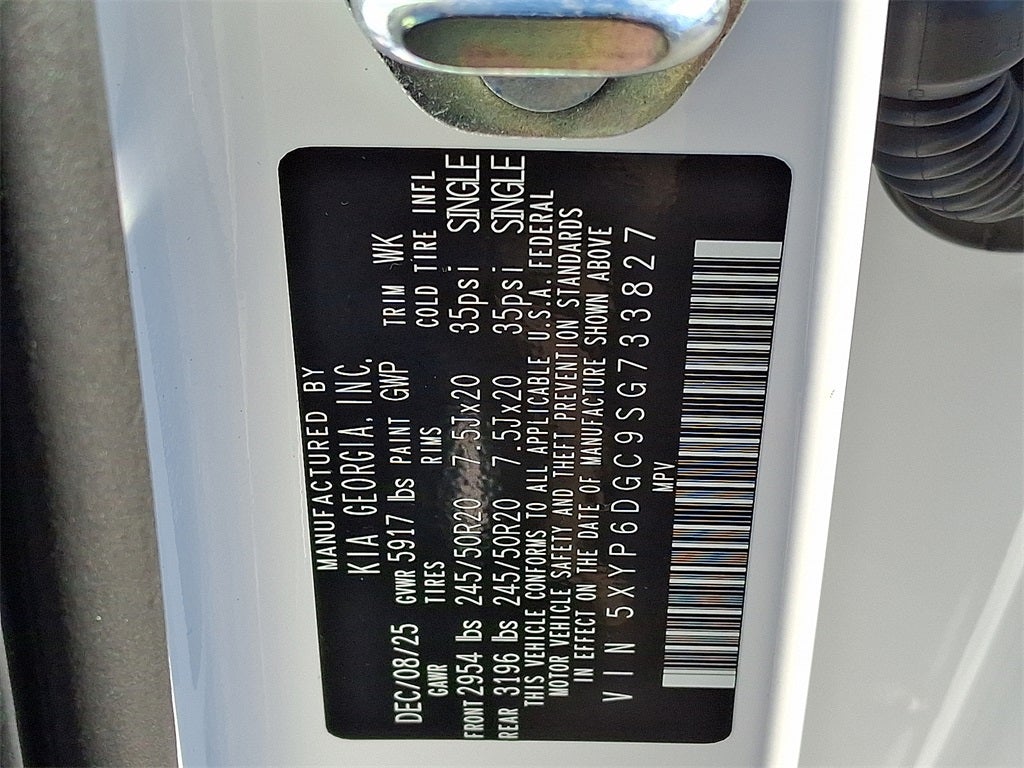 MANUFACTURED BY
KIA GEORGIA, INC.
DEC/08/25 GVWR 5917 lbs PAINT GWP TRIM WK
GAWR TIRES RIMS COLD TIRE INFL
FRONT 2954 lbs 245/50R20 7.5Jx20 35psi SINGLE
REAR 3196 lbs 245/50R20 7.5Jx20 35psi SINGLE
THIS VEHICLE CONFORMS TO ALL APPLICABLE U.S.A. FEDERAL
MOTOR VEHICLE SAFETY AND THEFT PREVENTION STANDARDS
IN EFFECT ON THE DATE OF MANUFACTURE SHOWN ABOVE
VIN 5XYP6DGC9SG733827
MPV